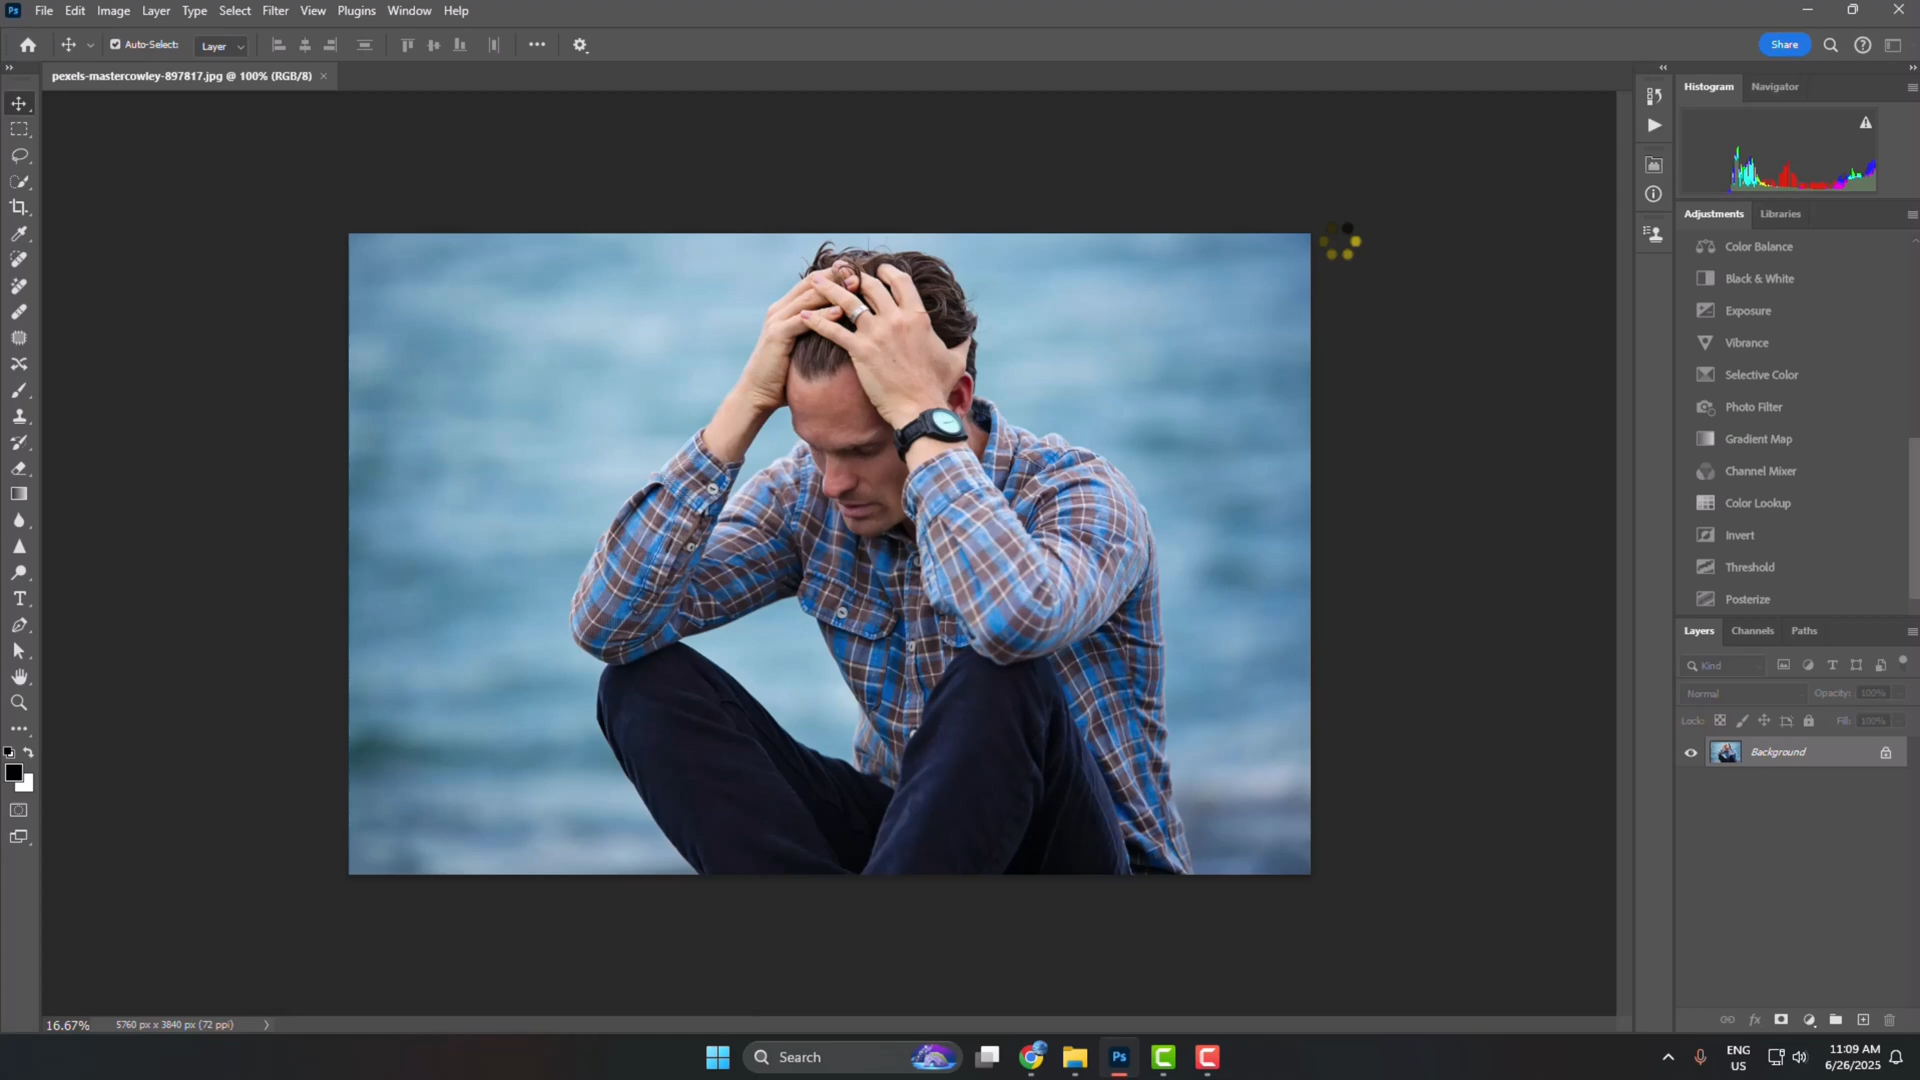 Ps File Edit Image Layer Type Select Filter View Plugins Window Help
Auto-Select: Layer Share
pexels-mastercowley-897817.jpg @ 100% (RGB/8) ×
Histogram Navigator
Adjustments Libraries
Color Balance
Black & White
Exposure
Vibrance
Selective Color
Photo Filter
Gradient Map
Channel Mixer
Color Lookup
Invert
Threshold
Posterize
Layers Channels Paths
Kind
Normal Opacity: 100%
Lock: Fill: 100%
Background
16.67% 5760 px x 3840 px (72 ppi)
Search
Ps
ENG
US
11:09 AM
6/26/2025